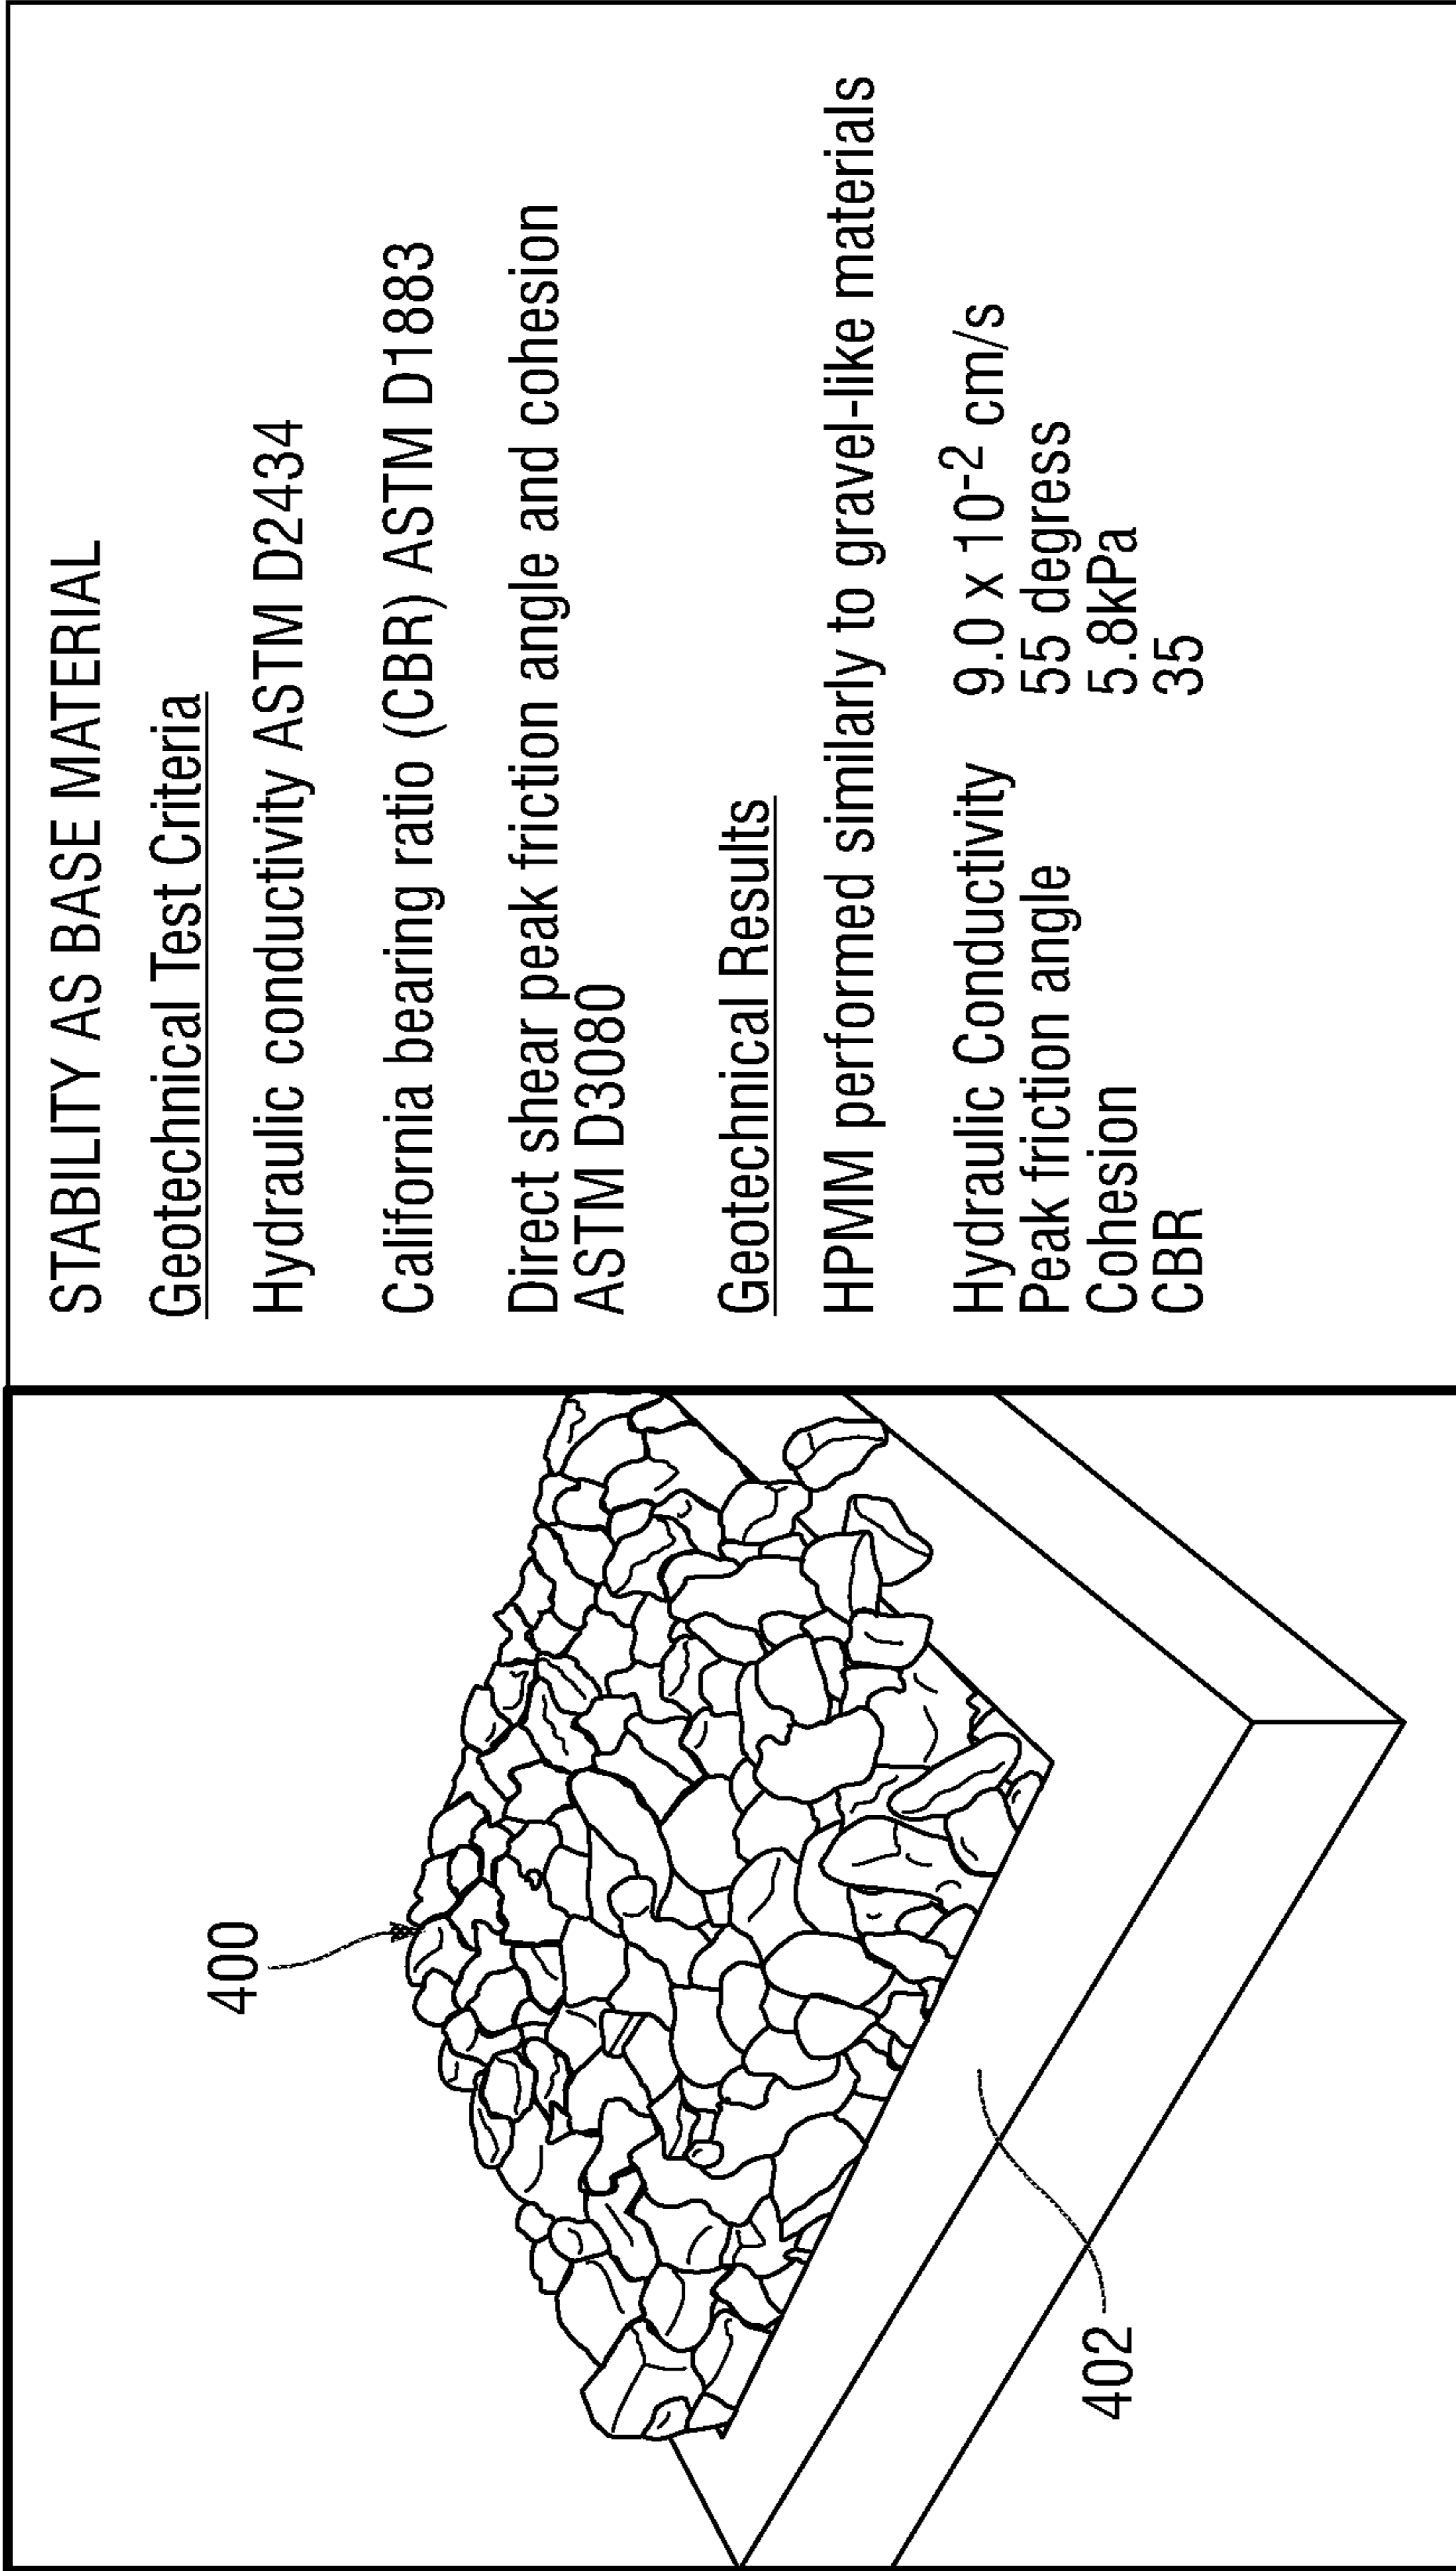 400
402
STABILITY AS BASE MATERIAL
Geotechnical Test Criteria
Hydraulic conductivity ASTM D2434
California bearing ratio (CBR) ASTM D1883
Direct shear peak friction angle and cohesion
ASTM D3080
Geotechnical Results
HPMM performed similarly to gravel-like materials
Hydraulic Conductivity 9.0 x 10⁻² cm/s
Peak friction angle 55 degress
Cohesion 5.8kPa
CBR 35